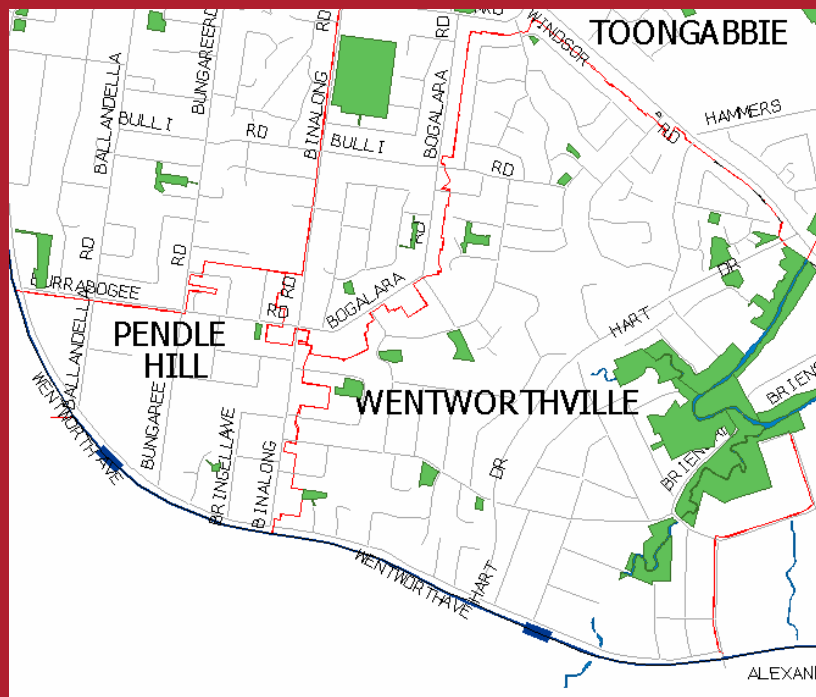 RD
RD
RD
WINDSOR
TOONGABBIE
BALLANDELLA
BUNGAREE
RD
BINALONG
BOGALARA
BULLI
RD
BULLI
RD
RD
HAMMERS
RD
RD
RD
RD
BURRABOGEE
RD
RD
BOGALARA
DR
HART
PENDLE
HILL
BALLANDELLA
WENTWORTH AVE
WENTWORTHVILLE
BUNGAREE
BRINGELLA AVE
BINALONG
DR
HART
WENTWORTH AVE
BRIENS
BRIENS
ALEXAN